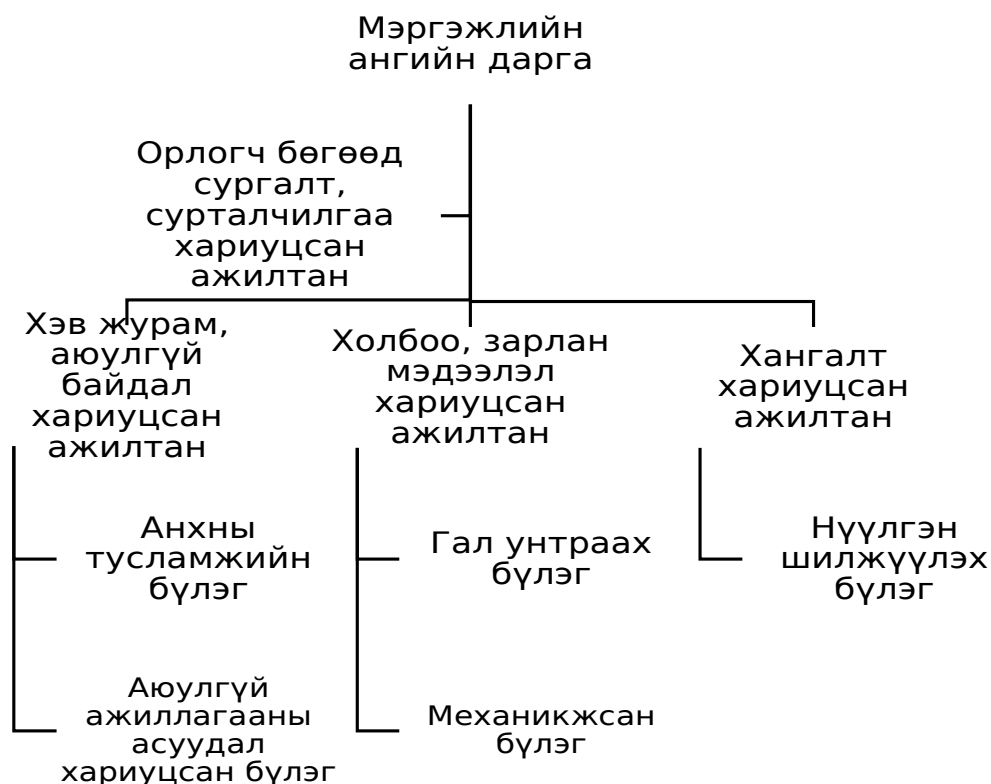 Мэргэжлийн
ангийн дарга
Орлогч бөгөөд
сургалт,
сурталчилгаа
хариуцсан
ажилтан
Хэв журам,
аюулгүй
байдал
хариуцсан
ажилтан
Холбоо, зарлан
мэдээлэл
хариуцсан
ажилтан
Хангалт
хариуцсан
ажилтан
Анхны
тусламжийн
бүлэг
Гал унтраах
бүлэг
Нүүлгэн
шилжүүлэх
бүлэг
Аюулгүй
ажиллагааны
асуудал
хариуцсан бүлэг
Механикжсан
бүлэг